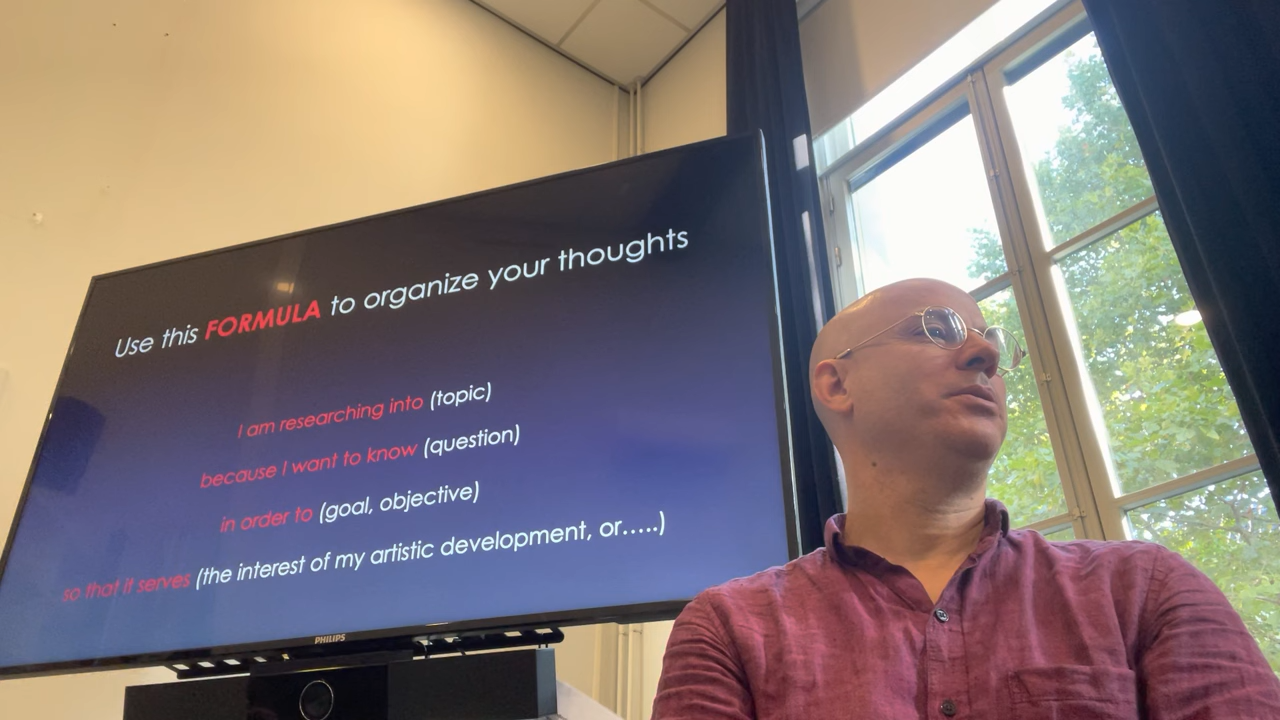 Use this FORMULA to organize your thoughts
I am researching into (topic)
because I want to know (question)
in order to (goal, objective)
so that it serves (the interest of my artistic development, or.....)
PHILIPS